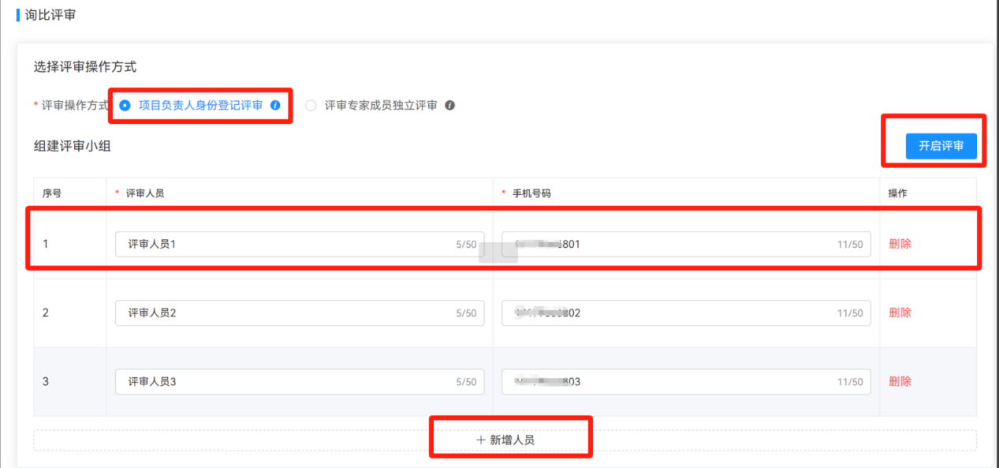 询比评审
选择评审操作方式
* 评审操作方式 项目负责人身份登记评审 评审专家成员独立评审
组建评审小组 开启评审
序号 * 评审人员 * 手机号码 操作
1 评审人员1 5/50 801 11/50 删除
2 评审人员2 5/50 02 11/50 删除
3 评审人员3 5/50 803 11/50 删除
+ 新增人员